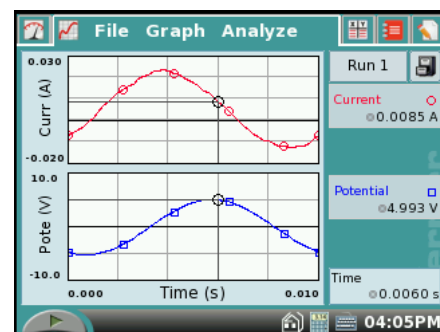 File Graph Analyze
0.030
Curr (A)
-0.020
10.0
Pote (V)
-10.0
0.000 Time (s) 0.010
Run 1
Current
0.0085 A
Potential
4.993 V
Time
0.0060 s
04:05PM